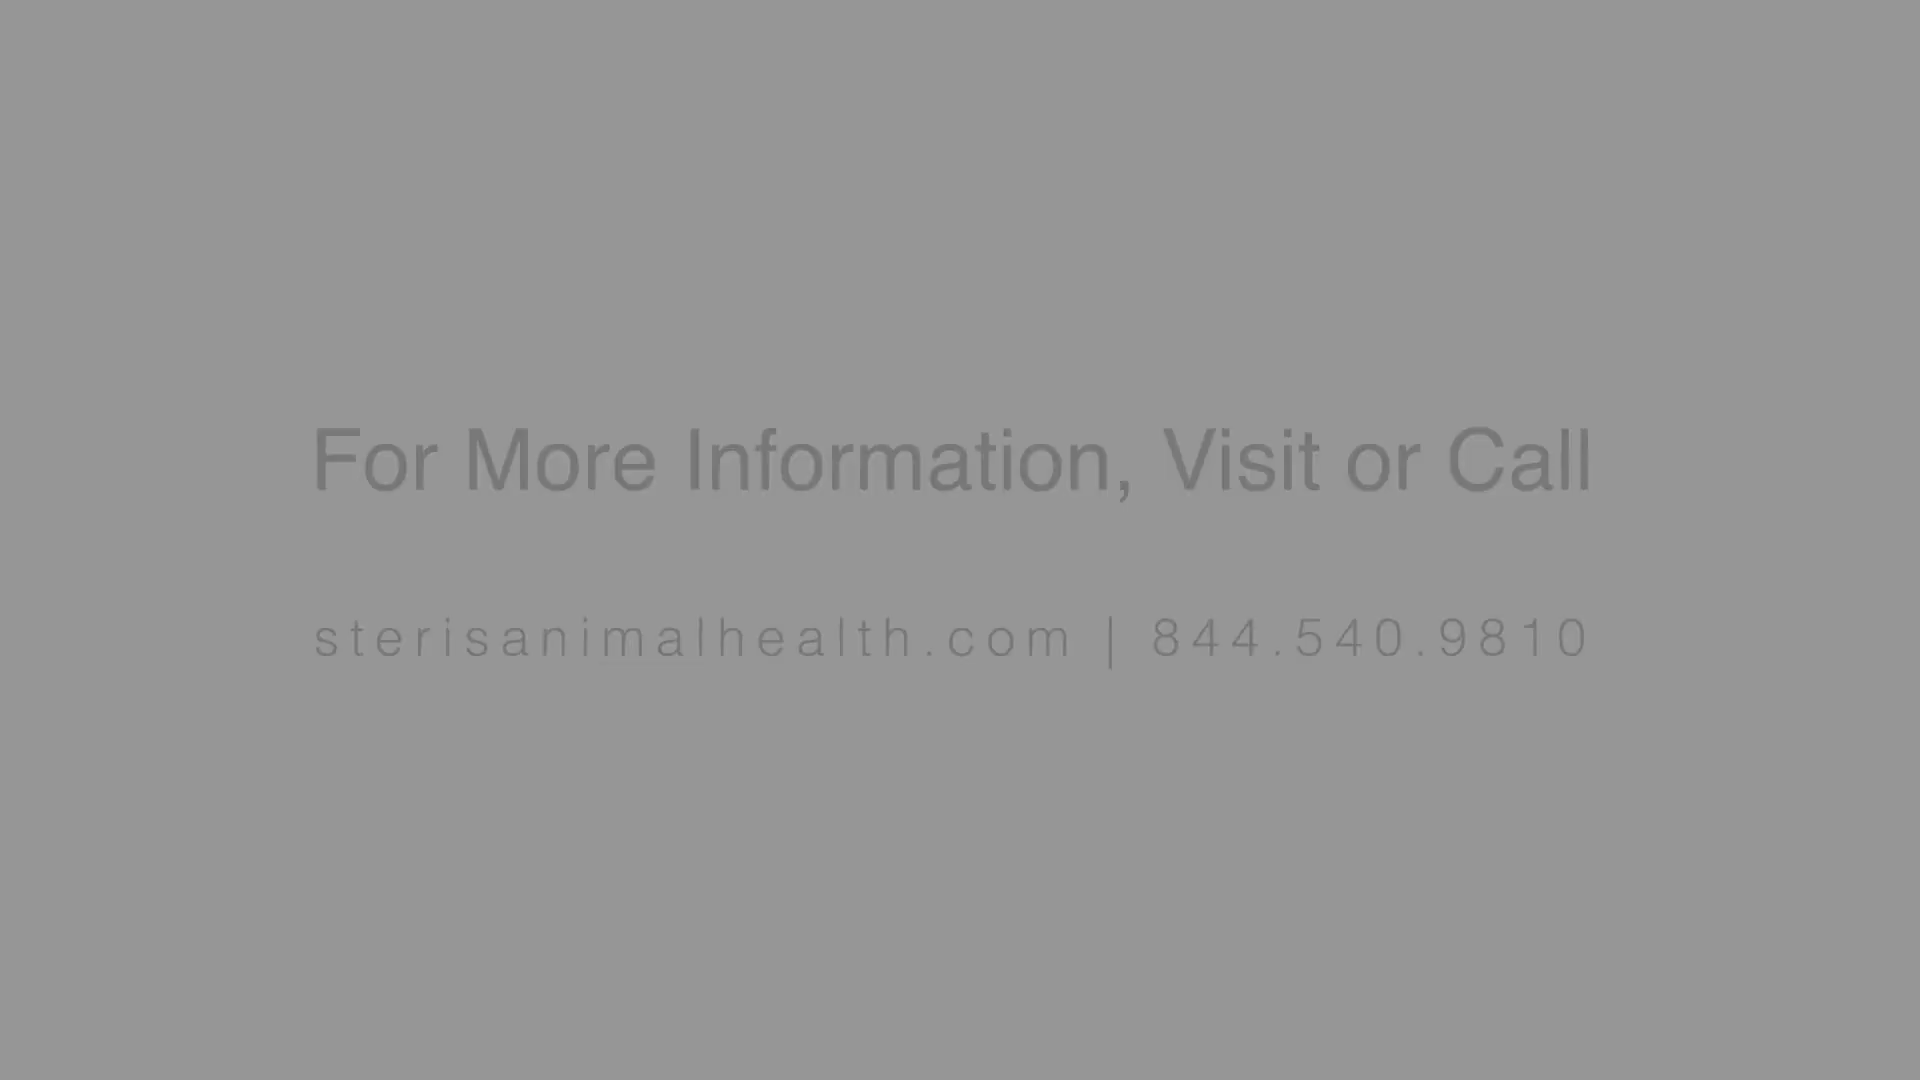 For More Information, Visit or Call
sterisanimalhealth.com | 844.540.9810